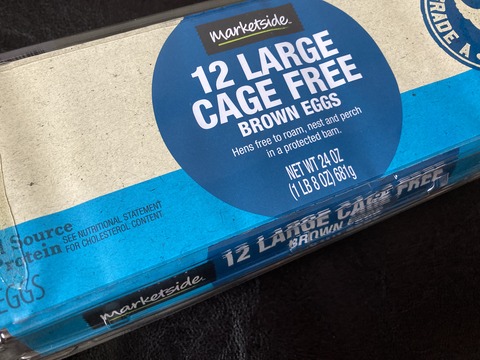 marketside.
12 LARGE
CAGE FREE
BROWN EGGS
Hens free to roam, nest and perch
in a protected barn.
NET WT 24 OZ
(1 LB 8 OZ) 681g
GRADE A
Source
Protein
SEE NUTRITIONAL STATEMENT
FOR CHOLESTEROL CONTENT.
EGGS
12 LARGE CAGE FREE
BROWN
marketside.